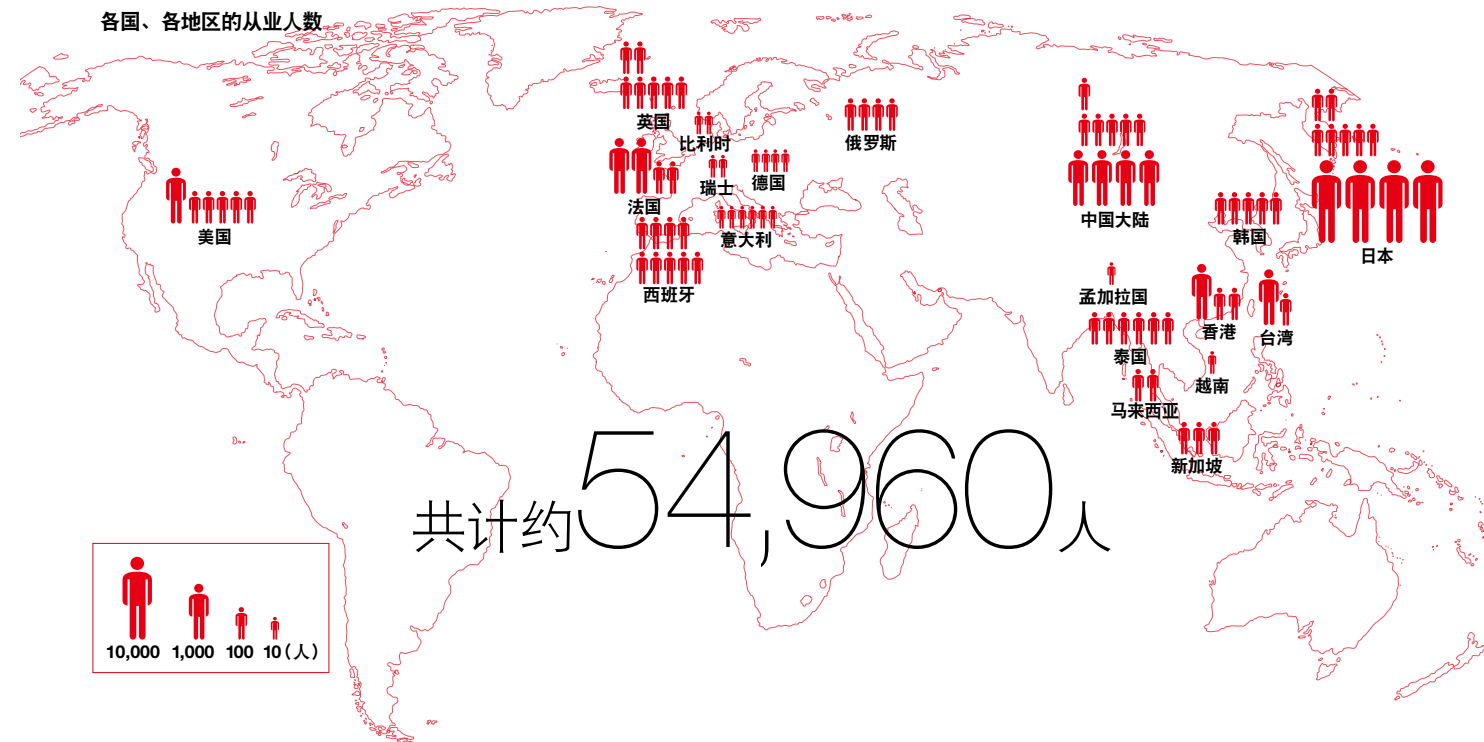 各国、各地区的从业人数
英国
比利时
俄罗斯
瑞士
德国
法国
美国
意大利
西班牙
中国大陆
韩国
日本
孟加拉国
香港
台湾
泰国
越南
马来西亚
新加坡
共计约54,960人
10,000 1,000 100 10（人）